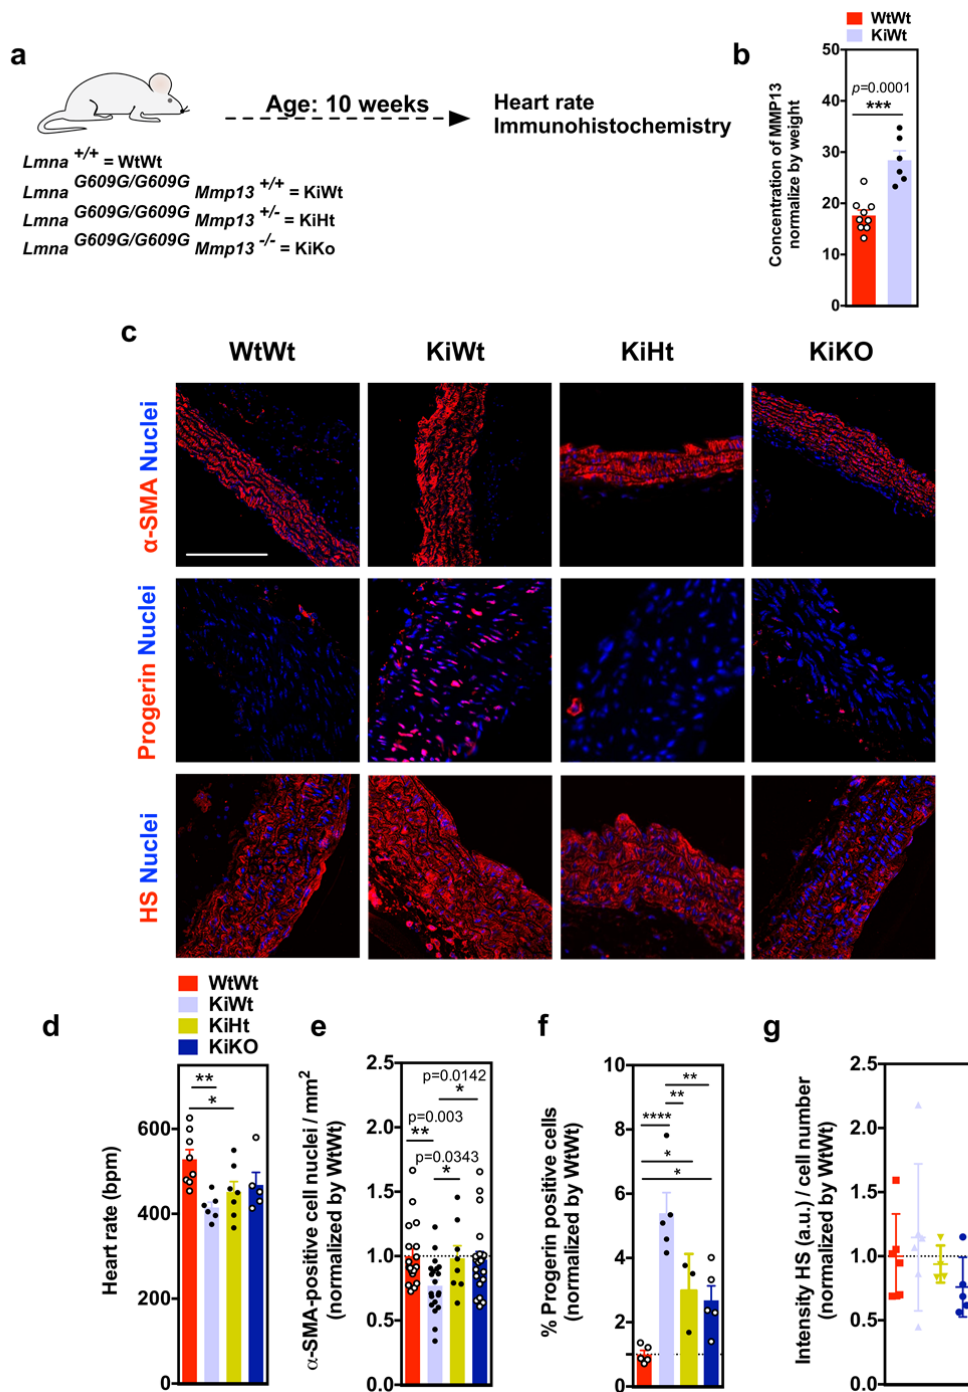 a
Age: 10 weeks
Heart rate
Immunohistochemistry
Lmna +/+ = WtWt
Lmna G609G/G609G Mmp13 +/+ = KiWt
Lmna G609G/G609G Mmp13 +/- = KiHt
Lmna G609G/G609G Mmp13 -/- = KiKo
b
WtWt
KiWt
Concentration of MMP13
normalize by weight
50
40
30
20
10
0
p=0.0001
***
c
WtWt KiWt KiHt KiKO
α-SMA Nuclei
Progerin Nuclei
HS Nuclei
WtWt
KiWt
KiHt
KiKO
d
Heart rate (bpm)
600
400
200
0
**
*
e
α-SMA-positive cell nuclei / mm2
(normalized by WtWt)
2.5
2.0
1.5
1.0
0.5
0.0
p=0.0142
*
p=0.003
**
p=0.0343
*
f
% Progerin positive cells
(normalized by WtWt)
10
8
6
4
2
0
**
**
****
*
*
g
Intensity HS (a.u.) / cell number
(normalized by WtWt)
2.5
2.0
1.5
1.0
0.5
0.0